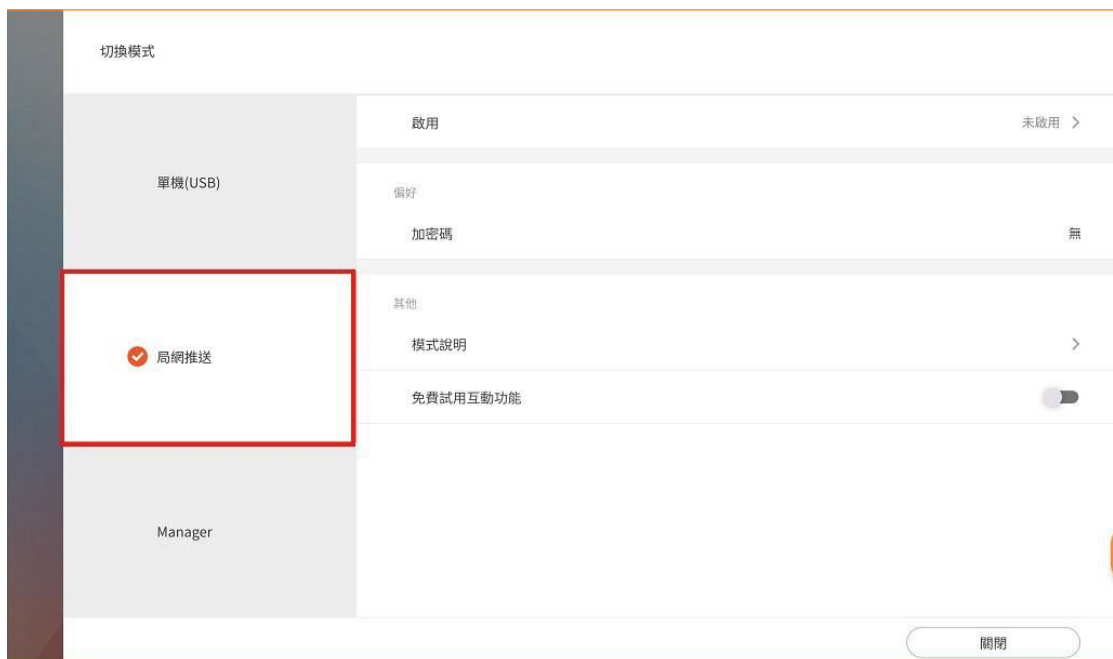 切換模式
單機(USB)
局網推送
Manager
啟用 未啟用
偏好
加密碼 無
其他
模式說明
免費試用互動功能
關閉